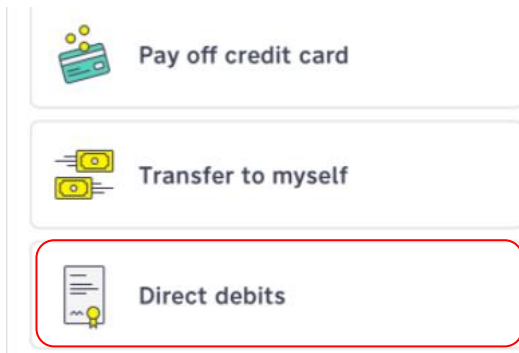 Pay off credit card
Transfer to myself
Direct debits